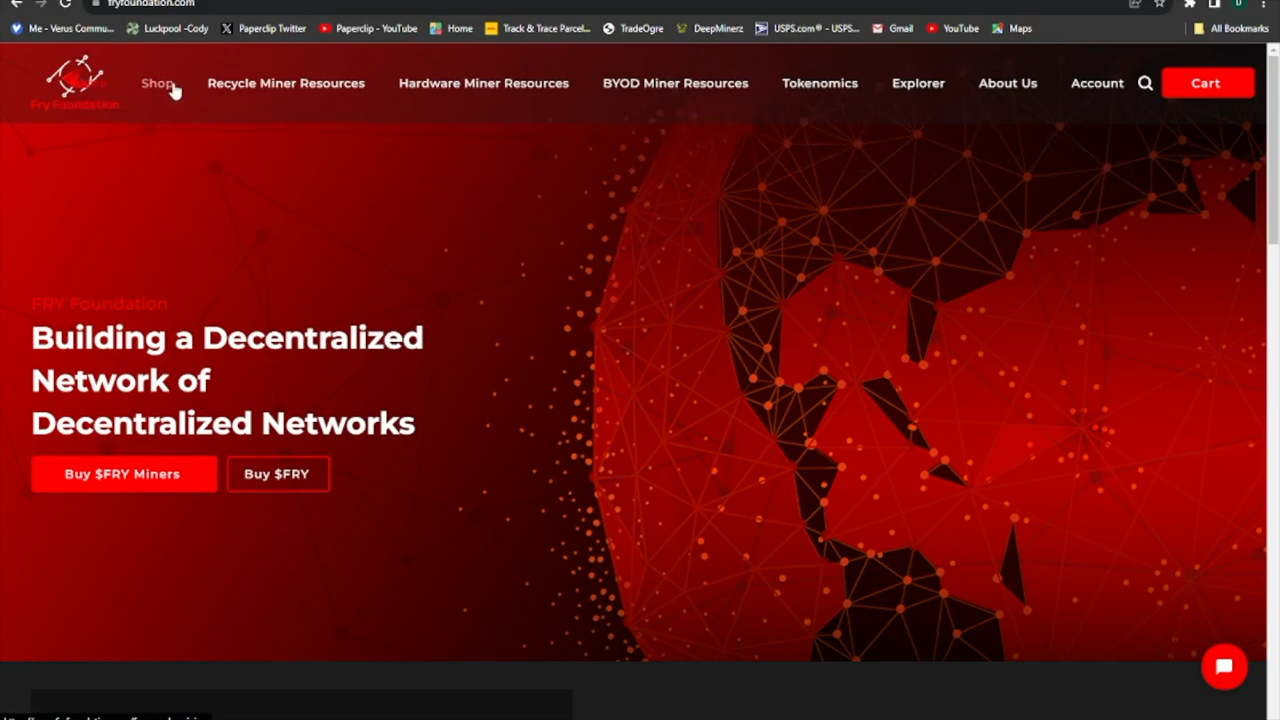 fryfoundation.com
Me - Verus Commu...
Luckpool -Cody
Paperclip Twitter
Paperclip - YouTube
Home
Track & Trace Parcel...
TradeOgre
DeepMinerz
USPS.com® - USPS...
Gmail
YouTube
Maps
All Bookmarks
Fry Foundation
Shop
Recycle Miner Resources
Hardware Miner Resources
BYOD Miner Resources
Tokenomics
Explorer
About Us
Account
Cart
FRY Foundation
Building a Decentralized
Network of
Decentralized Networks
Buy $FRY Miners
Buy $FRY